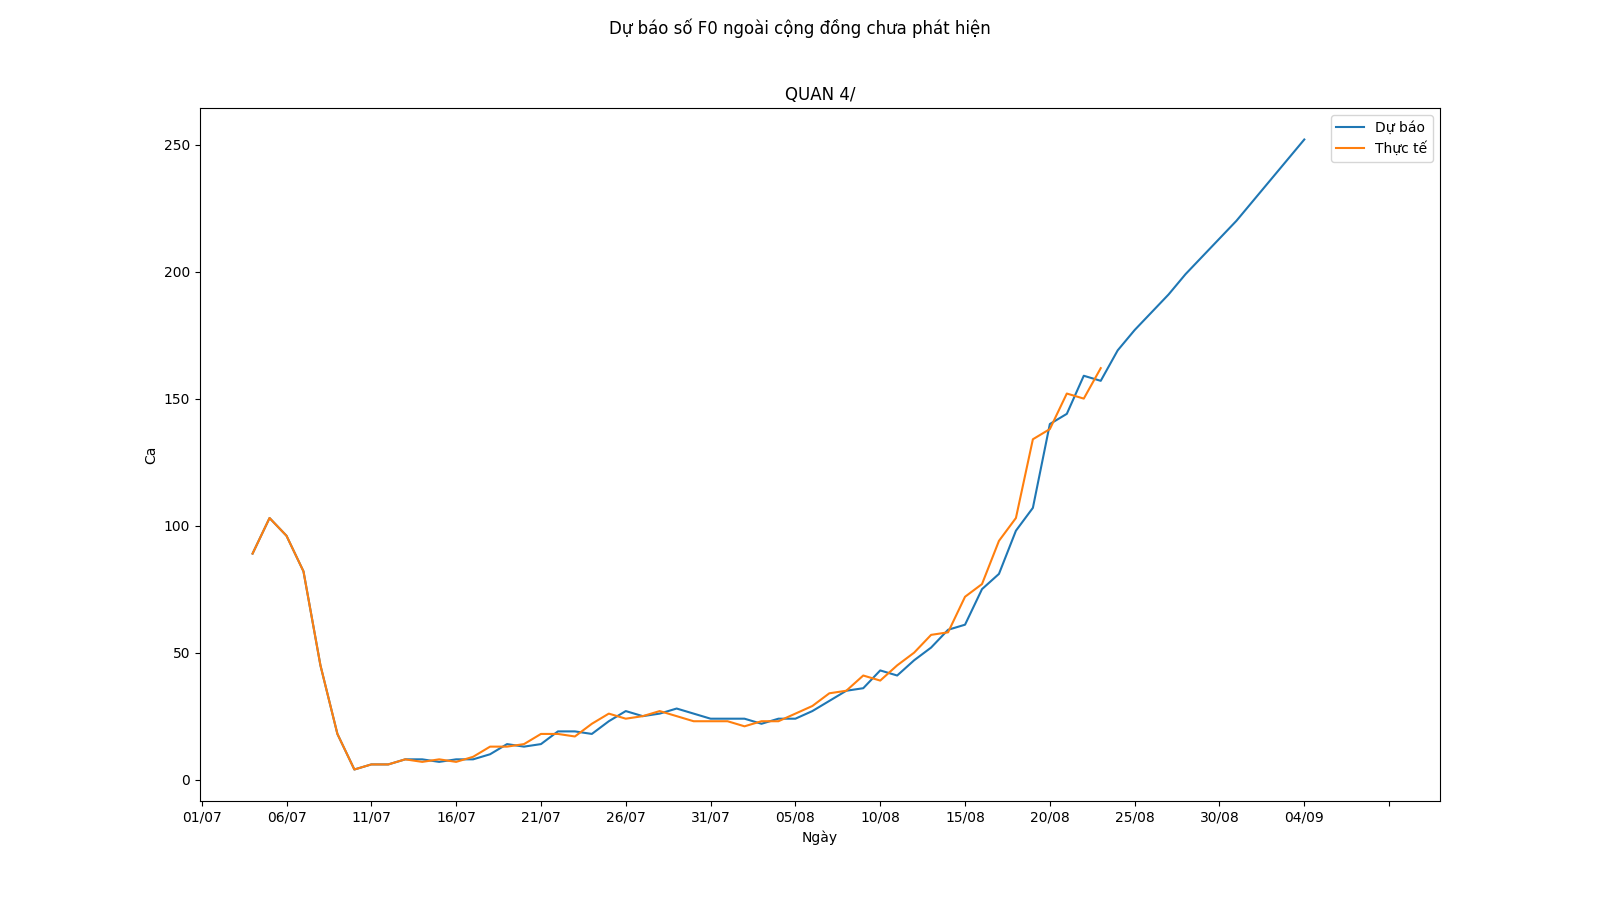 Dự báo số F0 ngoài cộng đồng chưa phát hiện
QUAN 4/
Dự báo
Thực tế
250
200
150
100
50
0
Ca
01/07 06/07 11/07 16/07 21/07 26/07 31/07 05/08 10/08 15/08 20/08 25/08 30/08 04/09
Ngày